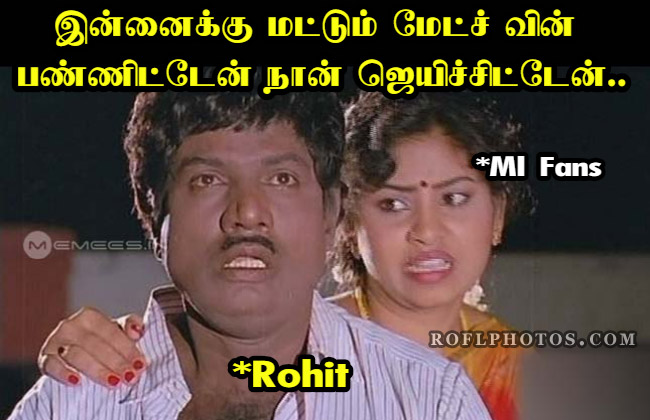 இன்னைக்கு மட்டும் மேட்ச் வின்
பண்ணிட்டேன் நான் ஜெயிச்சிட்டேன்..
*MI Fans
MEMEES.IN
ROFLPHOTOS.COM
*Rohit